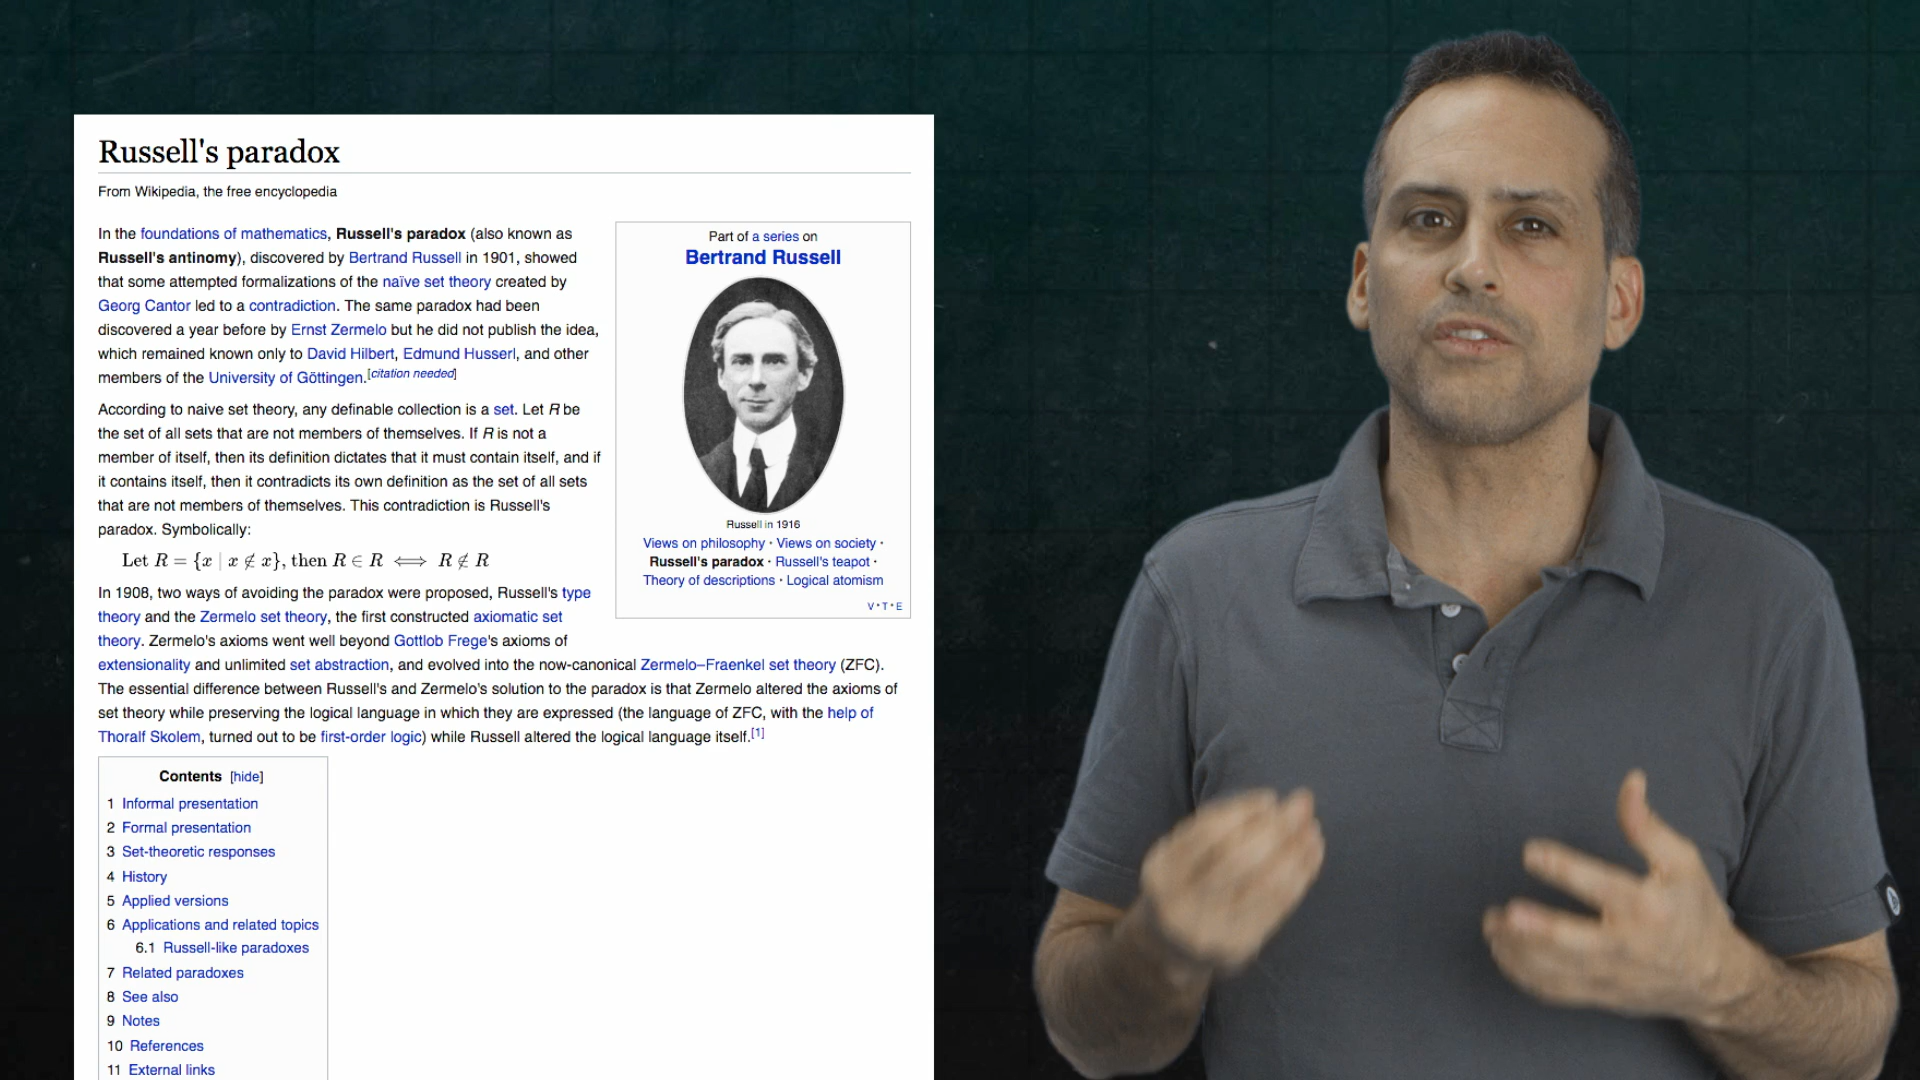 Russell's paradox
From Wikipedia, the free encyclopedia
In the foundations of mathematics, Russell's paradox (also known as
Russell's antinomy), discovered by Bertrand Russell in 1901, showed
that some attempted formalizations of the naïve set theory created by
Georg Cantor led to a contradiction. The same paradox had been
discovered a year before by Ernst Zermelo but he did not publish the idea,
which remained known only to David Hilbert, Edmund Husserl, and other
members of the University of Göttingen.[citation needed]
According to naive set theory, any definable collection is a set. Let R be
the set of all sets that are not members of themselves. If R is not a
member of itself, then its definition dictates that it must contain itself, and if
it contains itself, then it contradicts its own definition as the set of all sets
that are not members of themselves. This contradiction is Russell's
paradox. Symbolically:
Let R = {x | x ∉ x}, then R ∈ R ⟺ R ∉ R
In 1908, two ways of avoiding the paradox were proposed, Russell's type
theory and the Zermelo set theory, the first constructed axiomatic set
theory. Zermelo's axioms went well beyond Gottlob Frege's axioms of
extensionality and unlimited set abstraction, and evolved into the now-canonical Zermelo–Fraenkel set theory (ZFC).
The essential difference between Russell's and Zermelo's solution to the paradox is that Zermelo altered the axioms of
set theory while preserving the logical language in which they are expressed (the language of ZFC, with the help of
Thoralf Skolem, turned out to be first-order logic) while Russell altered the logical language itself.[1]
Part of a series on
Bertrand Russell
Russell in 1916
Views on philosophy · Views on society ·
Russell's paradox · Russell's teapot ·
Theory of descriptions · Logical atomism
V·T·E
Contents [hide]
1 Informal presentation
2 Formal presentation
3 Set-theoretic responses
4 History
5 Applied versions
6 Applications and related topics
6.1 Russell-like paradoxes
7 Related paradoxes
8 See also
9 Notes
10 References
11 External links